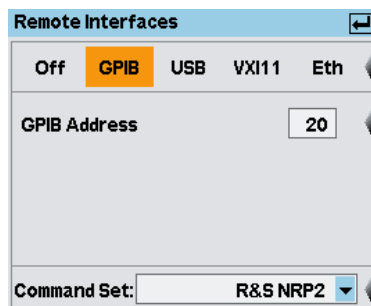 Remote Interfaces
Off GPIB USB VXI11 Eth
GPIB Address 20
Command Set: R&S NRP2